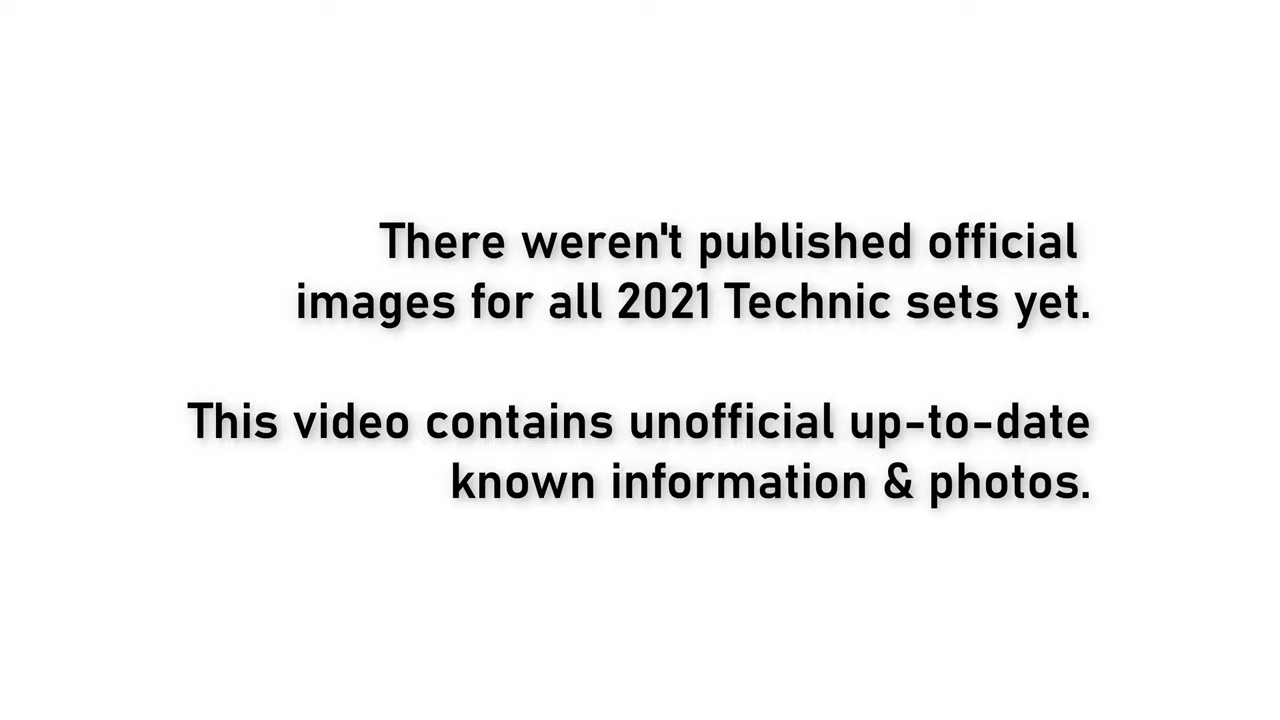 There weren't published official
images for all 2021 Technic sets yet.
This video contains unofficial up-to-date
known information & photos.